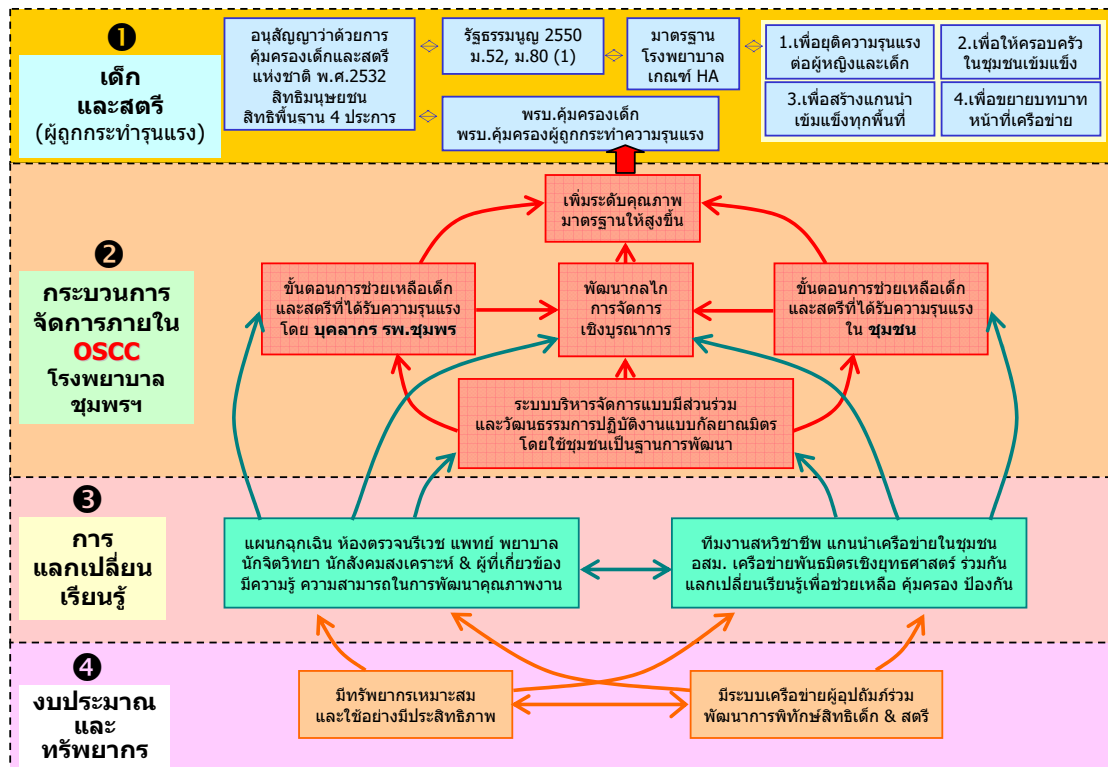 ❶
เด็ก
และสตรี
(ผู้ถูกกระทำรุนแรง)
อนุสัญญาว่าด้วยการ
คุ้มครองเด็กและสตรี
แห่งชาติ พ.ศ.2532
สิทธิมนุษยชน
สิทธิพื้นฐาน 4 ประการ
รัฐธรรมนูญ 2550
ม.52, ม.80 (1)
มาตรฐาน
โรงพยาบาล
เกณฑ์ HA
1.เพื่อยุติความรุนแรง
ต่อผู้หญิงและเด็ก
2.เพื่อให้ครอบครัว
ในชุมชนเข้มแข็ง
3.เพื่อสร้างแกนนำ
เข้มแข็งทุกพื้นที่
4.เพื่อขยายบทบาท
หน้าที่เครือข่าย
พรบ.คุ้มครองเด็ก
พรบ.คุ้มครองผู้ถูกกระทำความรุนแรง
❷
กระบวนการ
จัดการภายใน
OSCC
โรงพยาบาล
ชุมพรฯ
เพิ่มระดับคุณภาพ
มาตรฐานให้สูงขึ้น
ขั้นตอนการช่วยเหลือเด็ก
และสตรีที่ได้รับความรุนแรง
โดย บุคลากร รพ.ชุมพร
พัฒนากลไก
การจัดการ
เชิงบูรณาการ
ขั้นตอนการช่วยเหลือเด็ก
และสตรีที่ได้รับความรุนแรง
ใน ชุมชน
ระบบบริหารจัดการแบบมีส่วนร่วม
และวัฒนธรรมการปฏิบัติงานแบบกัลยาณมิตร
โดยใช้ชุมชนเป็นฐานการพัฒนา
❸
การ
แลกเปลี่ยน
เรียนรู้
แผนกฉุกเฉิน ห้องตรวจนรีเวช แพทย์ พยาบาล
นักจิตวิทยา นักสังคมสงเคราะห์ & ผู้ที่เกี่ยวข้อง
มีความรู้ ความสามารถในการพัฒนาคุณภาพงาน
ทีมงานสหวิชาชีพ แกนนำเครือข่ายในชุมชน
อสม. เครือข่ายพันธมิตรเชิงยุทธศาสตร์ ร่วมกัน
แลกเปลี่ยนเรียนรู้เพื่อช่วยเหลือ คุ้มครอง ป้องกัน
❹
งบประมาณ
และ
ทรัพยากร
มีทรัพยากรเหมาะสม
และใช้อย่างมีประสิทธิภาพ
มีระบบเครือข่ายผู้อุปถัมภ์ร่วม
พัฒนาการพิทักษ์สิทธิเด็ก & สตรี